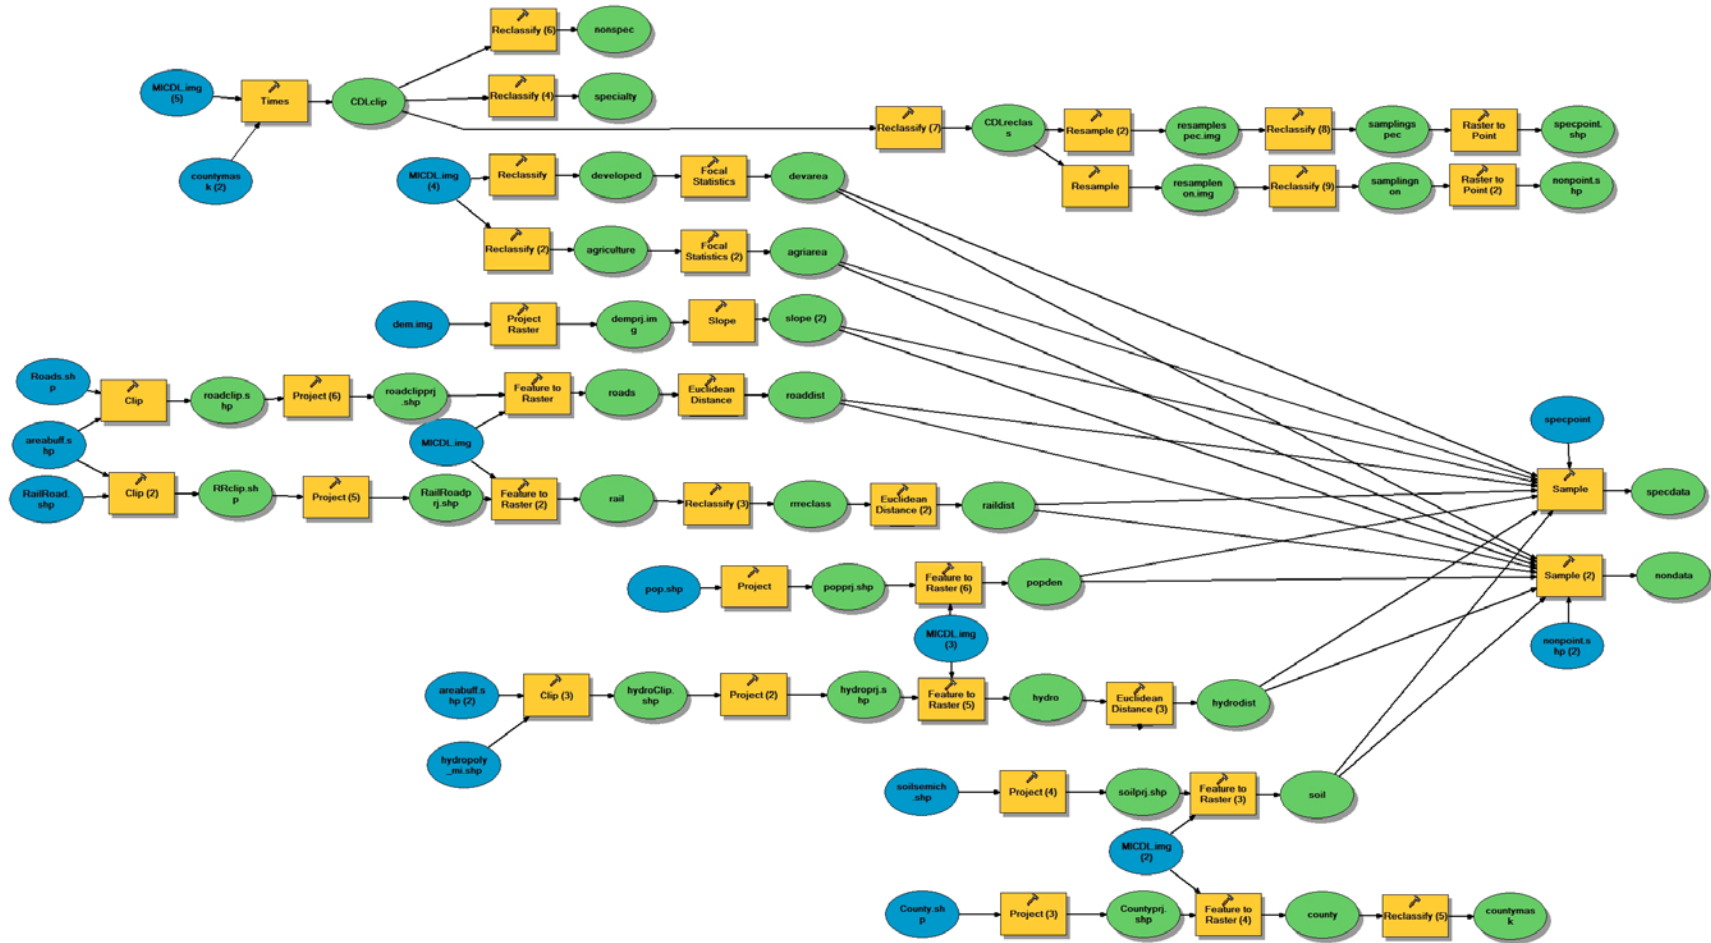 Reclassify (6)
nonspec
MICDL.img
(5)
Times
CDLclip
Reclassify (4)
specialty
countymas
k (2)
Reclassify (7)
CDLreclas
s
Resample (2)
resamples
pec.img
Reclassify (8)
samplings
pec
Raster to
Point
specpoint.
shp
Resample
resamplen
on.img
Reclassify (9)
samplingn
on
Raster to
Point (2)
nonpoint.s
hp
MICDL.img
(4)
Reclassify
developed
Focal
Statistics
devarea
Reclassify (2)
agriculture
Focal
Statistics (2)
agriarea
dem.img
Project
Raster
demprj.im
g
Slope
slope (2)
Roads.sh
p
Clip
roadclip.s
hp
Project (6)
roadclipprj
.shp
Feature to
Raster
roads
Euclidean
Distance
roaddist
areabuff.s
hp
MICDL.img
RailRoad.
shp
Clip (2)
RRclip.sh
p
Project (5)
RailRoadp
rj.shp
Feature to
Raster (2)
rail
Reclassify (3)
rrreclass
Euclidean
Distance (2)
raildist
specpoint
Sample
specdata
pop.shp
Project
popprj.shp
Feature to
Raster (6)
popden
Sample (2)
nondata
MICDL.img
(3)
nonpoint.s
hp (2)
areabuff.s
hp (2)
Clip (3)
hydroClip.
shp
Project (2)
hydroprj.s
hp
Feature to
Raster (5)
hydro
Euclidean
Distance (3)
hydrodist
hydropoly
_mi.shp
soilsemich
.shp
Project (4)
soilprj.shp
Feature to
Raster (3)
soil
MICDL.img
(2)
County.sh
p
Project (3)
Countyprj.
shp
Feature to
Raster (4)
county
Reclassify (5)
countymas
k